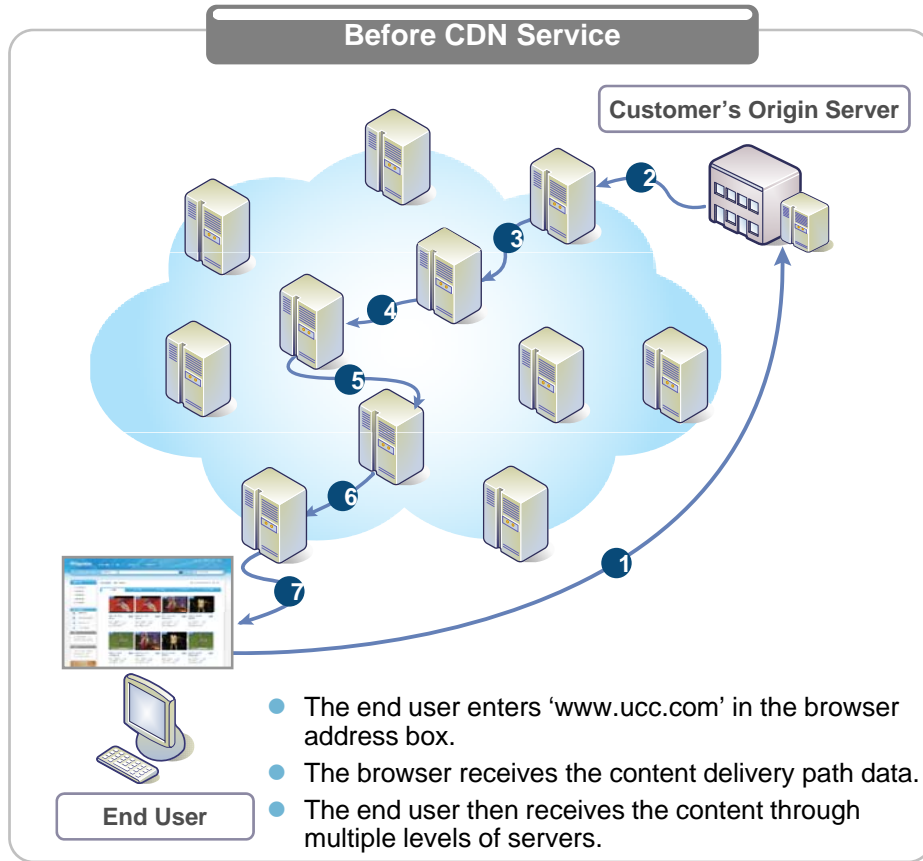 Before CDN Service
Customer's Origin Server
2
3
4
5
6
1
7
● The end user enters ‘www.ucc.com’ in the browser
address box.
● The browser receives the content delivery path data.
● The end user then receives the content through
multiple levels of servers.
End User